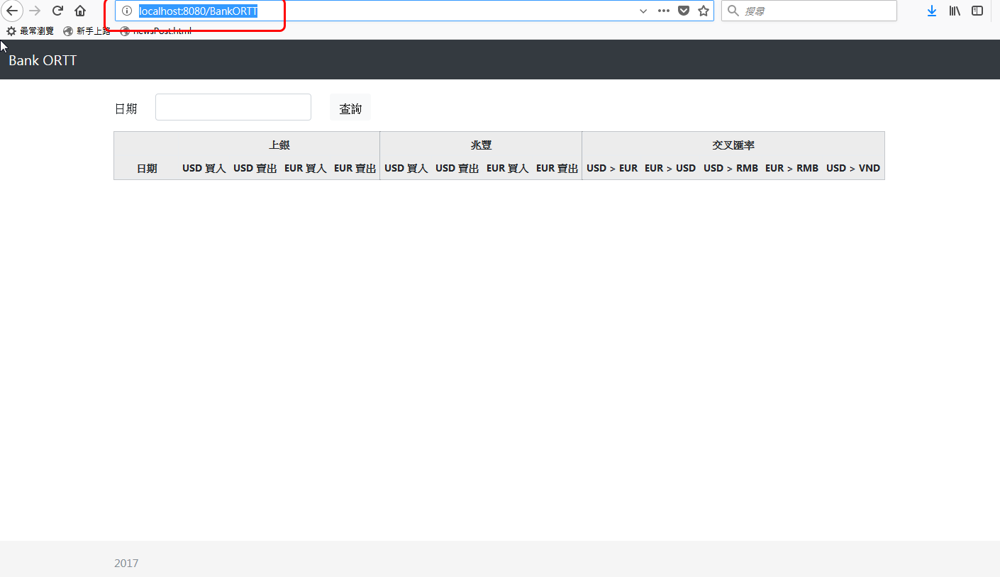 localhost:8080/BankORTT
搜尋
最常瀏覽 新手上路 newsPost.html
Bank ORTT
日期 查詢
上銀 兆豐 交叉匯率
日期 USD 買入 USD 賣出 EUR 買入 EUR 賣出 USD 買入 USD 賣出 EUR 買入 EUR 賣出 USD > EUR EUR > USD USD > RMB EUR > RMB USD > VND
2017